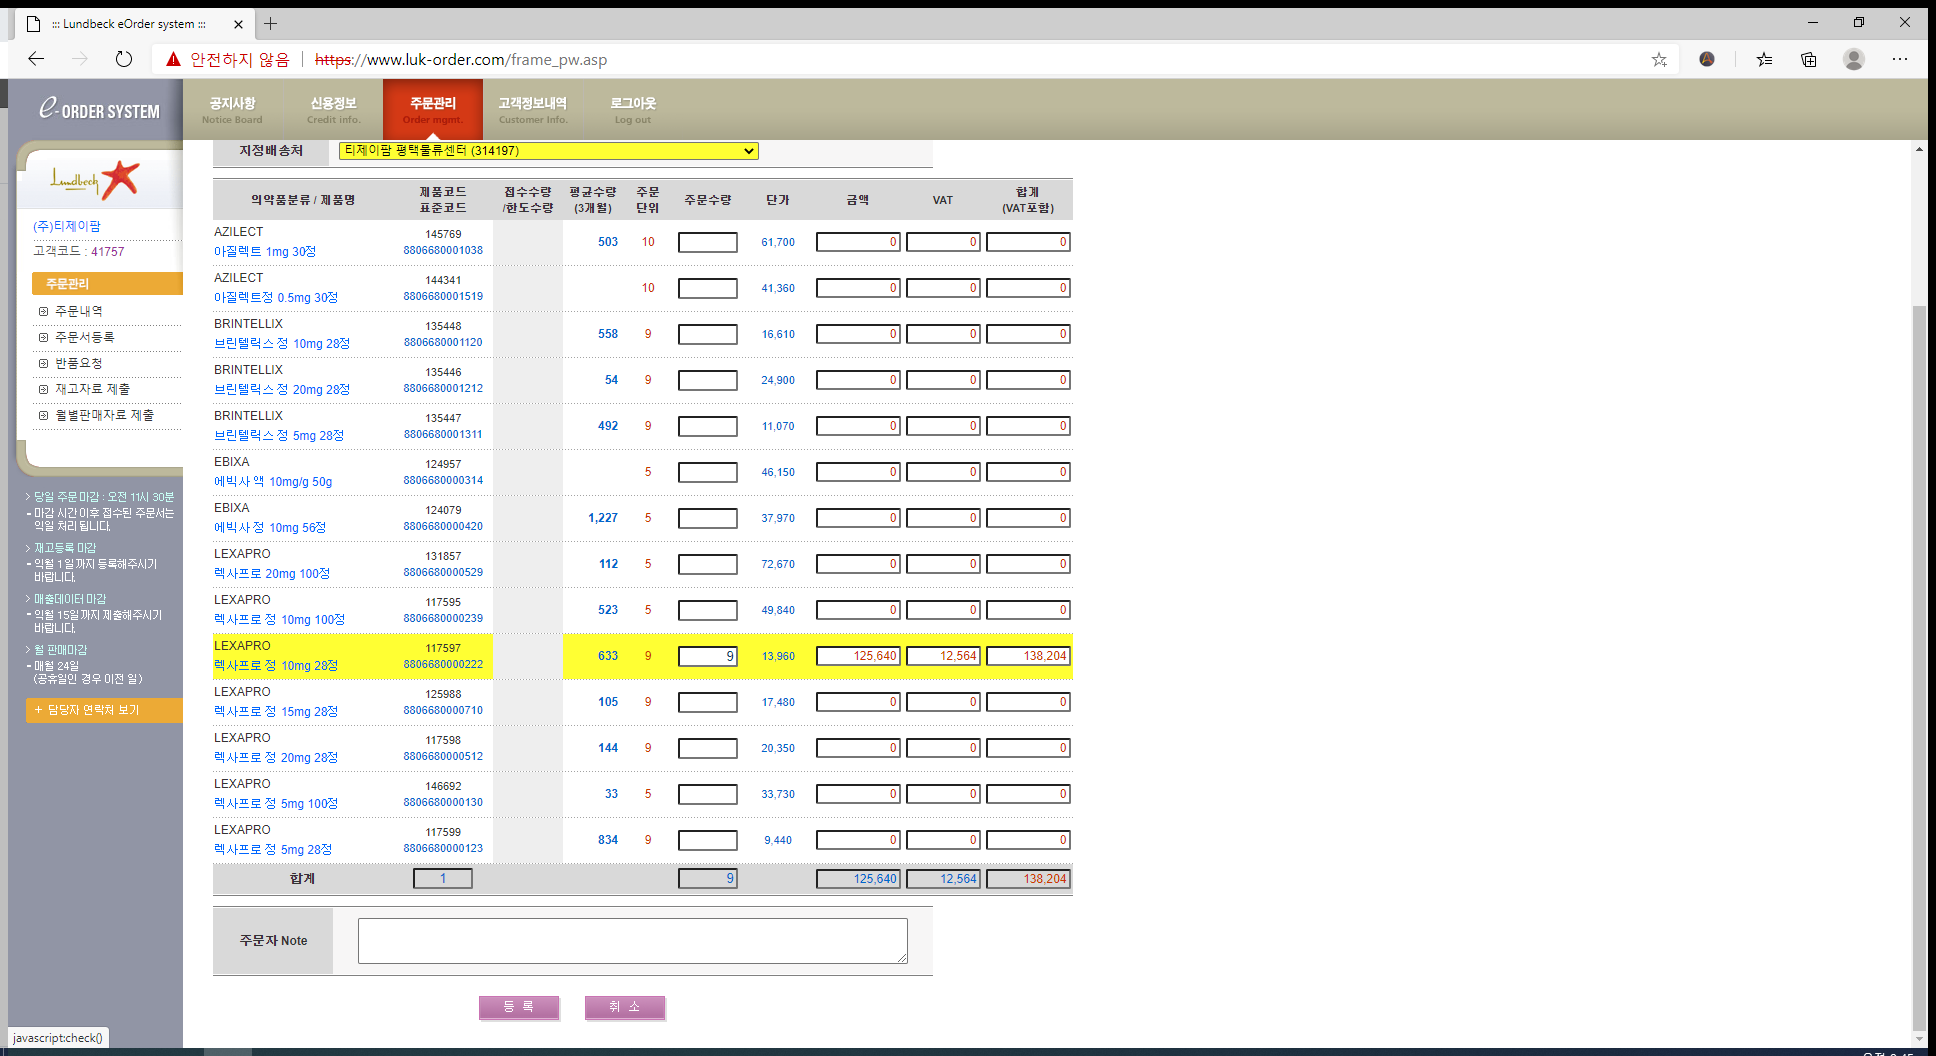 ::: Lundbeck eOrder system :::
안전하지 않음
https://www.luk-order.com/frame_pw.asp
e-ORDER SYSTEM
공지사항 신용정보 주문관리 고객정보내역 로그아웃
Notice Board Credit info. Order mgmt. Customer Info. Log out
Lundbeck
(주)티제이팜
고객코드 : 41757
주문관리
주문내역
주문서등록
반품요청
재고자료 제출
월별판매자료 제출
> 당일 주문 마감 : 오전 11시 30분
- 마감 시간 이후 접수된 주문서는
익일 처리 됩니다.
> 재고등록 마감
- 익월 1일 까지 등록해주시기
바랍니다.
> 매출데이터 마감
- 익월 15일까지 제출해주시기
바랍니다.
> 월 판매마감
- 매월 24일
(공휴일인 경우 이전 일)
+ 담당자 연락처 보기
지정배송처 티제이팜 평택물류센터 (314197)
의약품분류 / 제품명 제품코드 접수수량 평균수량 주문 주문수량 단가 금액 VAT 합계
표준코드 /한도수량 (3개월) 단위 (VAT포함)
AZILECT 145769
아질렉트 1mg 30정 8806680001038 503 10 61,700 0 0 0
AZILECT 144341
아질렉트정 0.5mg 30정 8806680001519 10 41,360 0 0 0
BRINTELLIX 135448
브린텔릭스 정 10mg 28정 8806680001120 558 9 16,610 0 0 0
BRINTELLIX 135446
브린텔릭스 정 20mg 28정 8806680001212 54 9 24,900 0 0 0
BRINTELLIX 135447
브린텔릭스 정 5mg 28정 8806680001311 492 9 11,070 0 0 0
EBIXA 124957
에빅사 액 10mg/g 50g 8806680000314 5 46,150 0 0 0
EBIXA 124079
에빅사 정 10mg 56정 8806680000420 1,227 5 37,970 0 0 0
LEXAPRO 131857
렉사프로 20mg 100정 8806680000529 112 5 72,670 0 0 0
LEXAPRO 117595
렉사프로 정 10mg 100정 8806680000239 523 5 49,840 0 0 0
LEXAPRO 117597
렉사프로 정 10mg 28정 8806680000222 633 9 9 13,960 125,640 12,564 138,204
LEXAPRO 125988
렉사프로 정 15mg 28정 8806680000710 105 9 17,480 0 0 0
LEXAPRO 117598
렉사프로 정 20mg 28정 8806680000512 144 9 20,350 0 0 0
LEXAPRO 146692
렉사프로 정 5mg 100정 8806680000130 33 5 33,730 0 0 0
LEXAPRO 117599
렉사프로 정 5mg 28정 8806680000123 834 9 9,440 0 0 0
합계 1 9 125,640 12,564 138,204
주문자 Note
등 록 취 소
javascript:check()